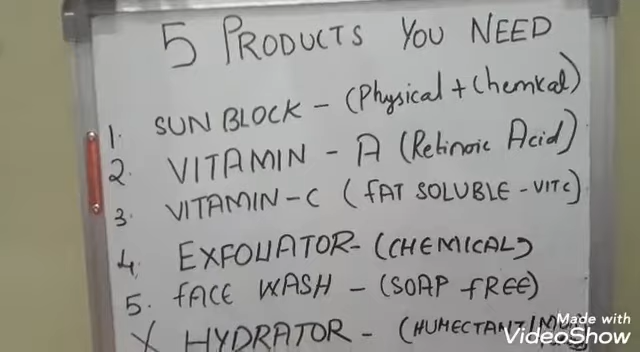 5 PRODUCTS YOU NEED
1. SUN BLOCK - (Physical + Chemical)
2. VITAMIN - A (Retinoic Acid)
3. VITAMIN-C (FAT SOLUBLE - VIT C)
4. EXFOLIATOR- (CHEMICAL)
5. FACE WASH - (SOAP FREE)
X HYDRATOR - (HUMECTANT/
Made with
VideoShow